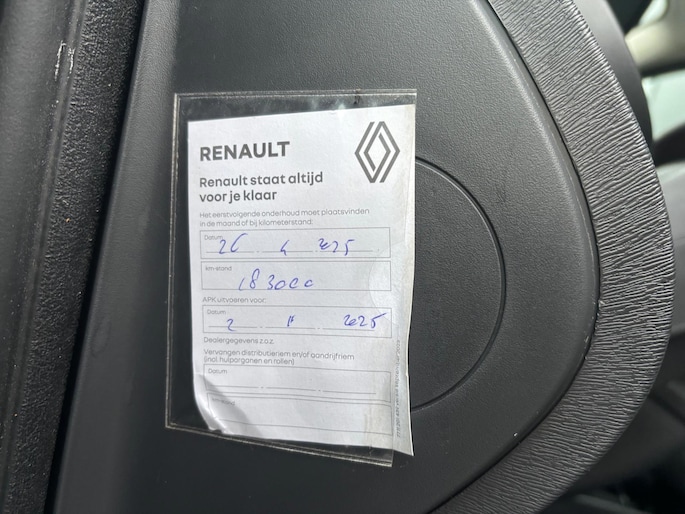 RENAULT
Renault staat altijd
voor je klaar
Het eerstvolgende onderhoud moet plaatsvinden
in de maand of bij kilometerstand:
Datum
26 4 2025
km-stand
183000
APK uitvoeren voor:
Datum
2 2025
Dealergegevens z.o.z.
Vervangen distributieriem en/of aandrijfriem
(incl. hulporganen en rollen)
Datum
km-stand